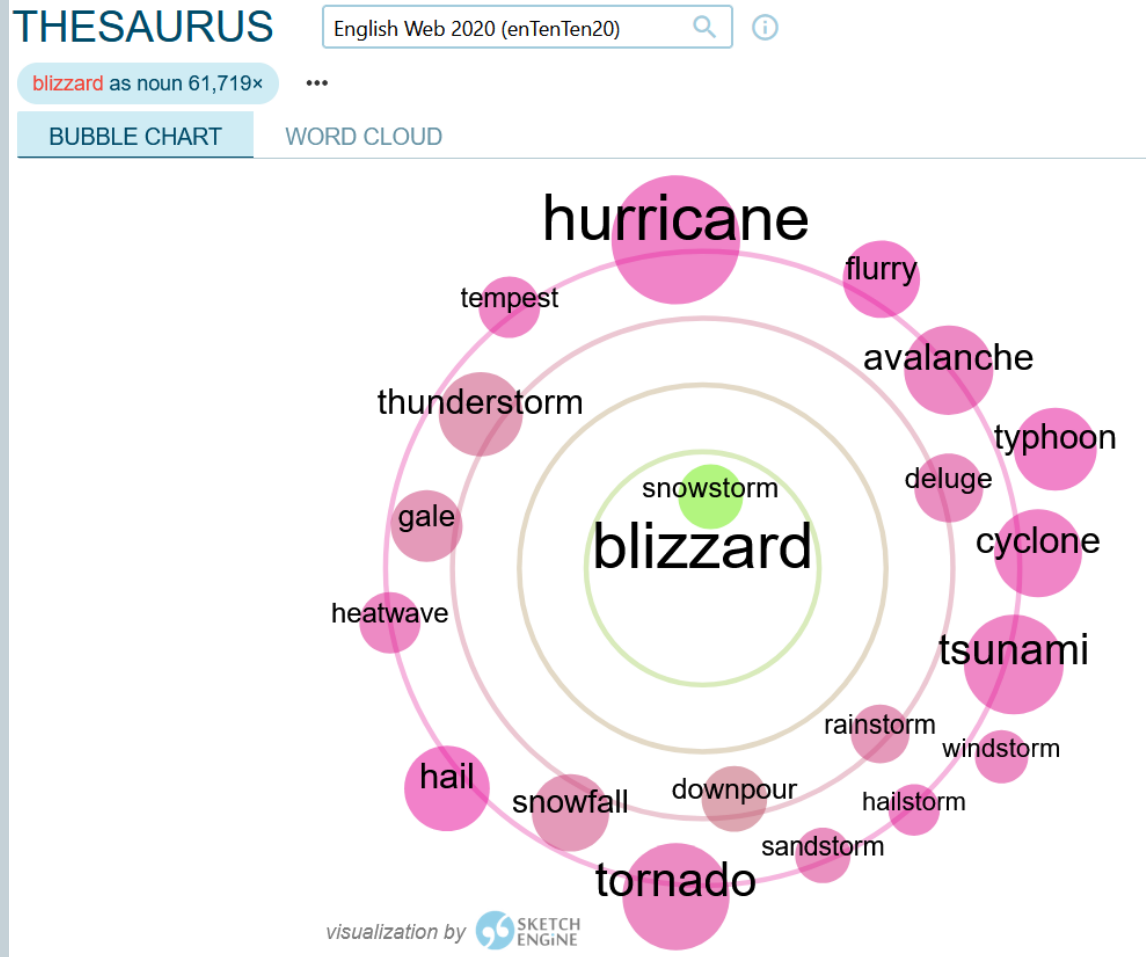 THESAURUS
English Web 2020 (enTenTen20)
blizzard as noun 61,719×
BUBBLE CHART
WORD CLOUD
hurricane
flurry
tempest
avalanche
thunderstorm
typhoon
deluge
snowstorm
gale
cyclone
blizzard
heatwave
tsunami
rainstorm
windstorm
hail
downpour
snowfall
hailstorm
sandstorm
tornado
visualization by SKETCH
ENGINE